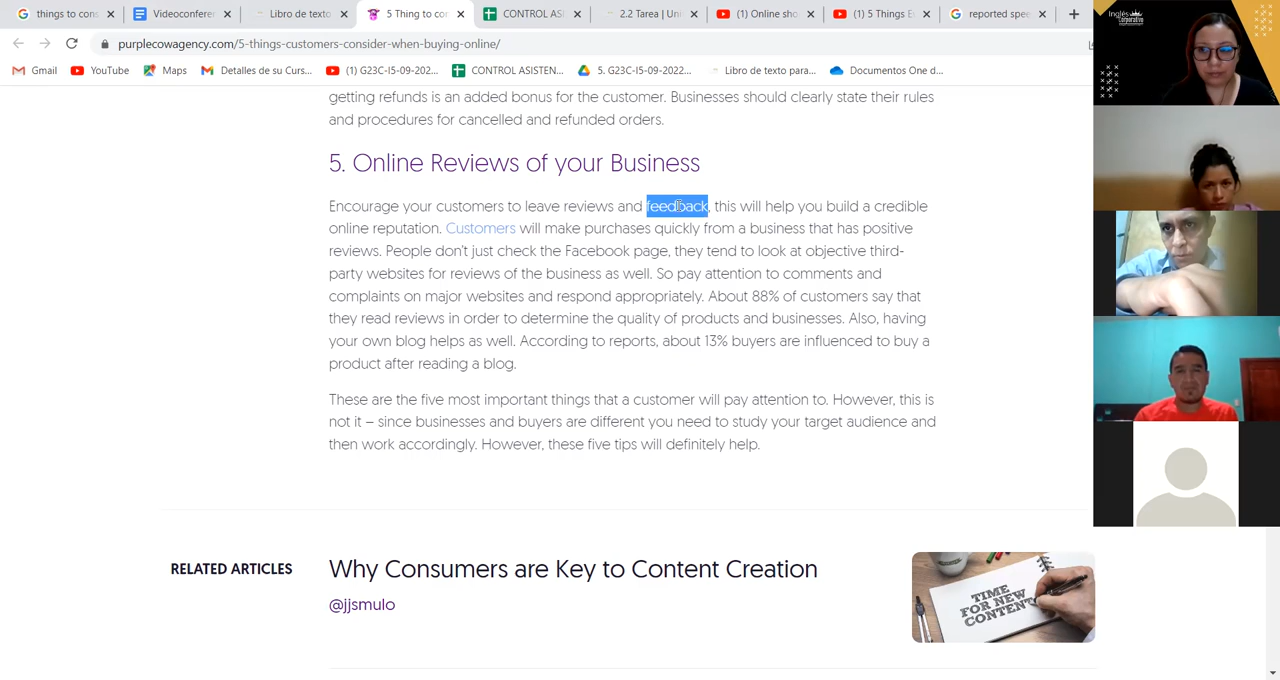 things to cons
Videoconferer
Libro de texto
5 Thing to co
CONTROL AS
2.2 Tarea | Un
(1) Online sho
(1) 5 Things E
reported spee
purplecowagency.com/5-things-customers-consider-when-buying-online/
Gmail
YouTube
Maps
Detalles de su Curs...
(1) G23C-I5-09-202...
CONTROL ASISTEN...
5. G23C-I5-09-2022...
Libro de texto para...
Documentos One d...
Inglés
Corporativo
getting refunds is an added bonus for the customer. Businesses should clearly state their rules
and procedures for cancelled and refunded orders.
5. Online Reviews of your Business
Encourage your customers to leave reviews and feedback, this will help you build a credible
online reputation. Customers will make purchases quickly from a business that has positive
reviews. People don't just check the Facebook page, they tend to look at objective third-
party websites for reviews of the business as well. So pay attention to comments and
complaints on major websites and respond appropriately. About 88% of customers say that
they read reviews in order to determine the quality of products and businesses. Also, having
your own blog helps as well. According to reports, about 13% buyers are influenced to buy a
product after reading a blog.
These are the five most important things that a customer will pay attention to. However, this is
not it – since businesses and buyers are different you need to study your target audience and
then work accordingly. However, these five tips will definitely help.
RELATED ARTICLES
Why Consumers are Key to Content Creation
@jjsmulo
TIME
FOR NEW
CONTENT